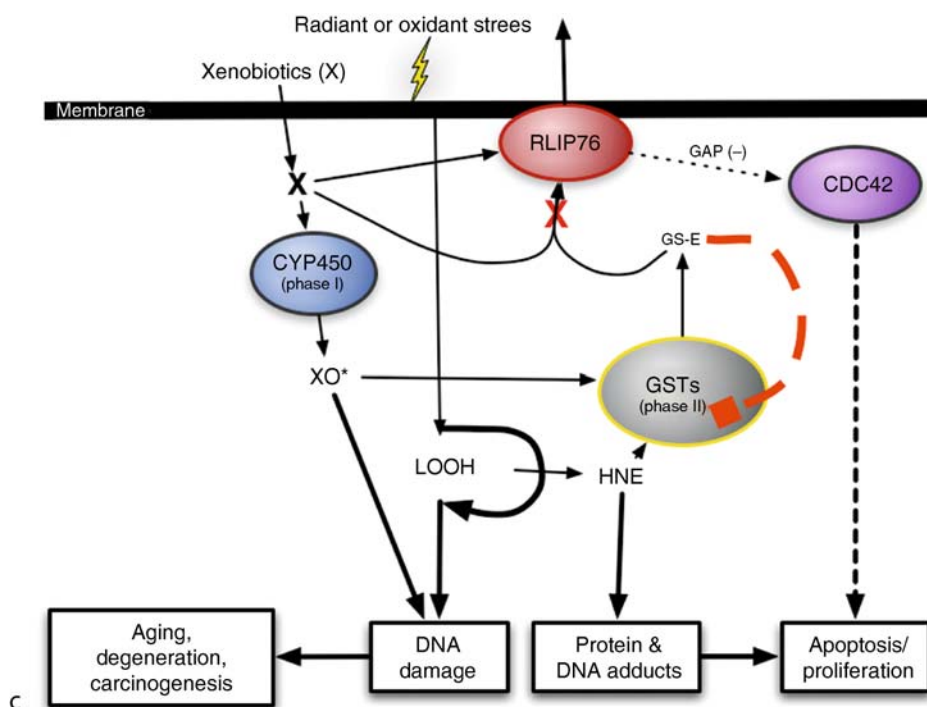 Radiant or oxidant strees
Xenobiotics (X)
Membrane
RLIP76
GAP (–)
CDC42
X
X
GS-E
CYP450
(phase I)
XO*
GSTs
(phase II)
LOOH
HNE
Aging,
degeneration,
carcinogenesis
DNA
damage
Protein &
DNA adducts
Apoptosis/
proliferation
c